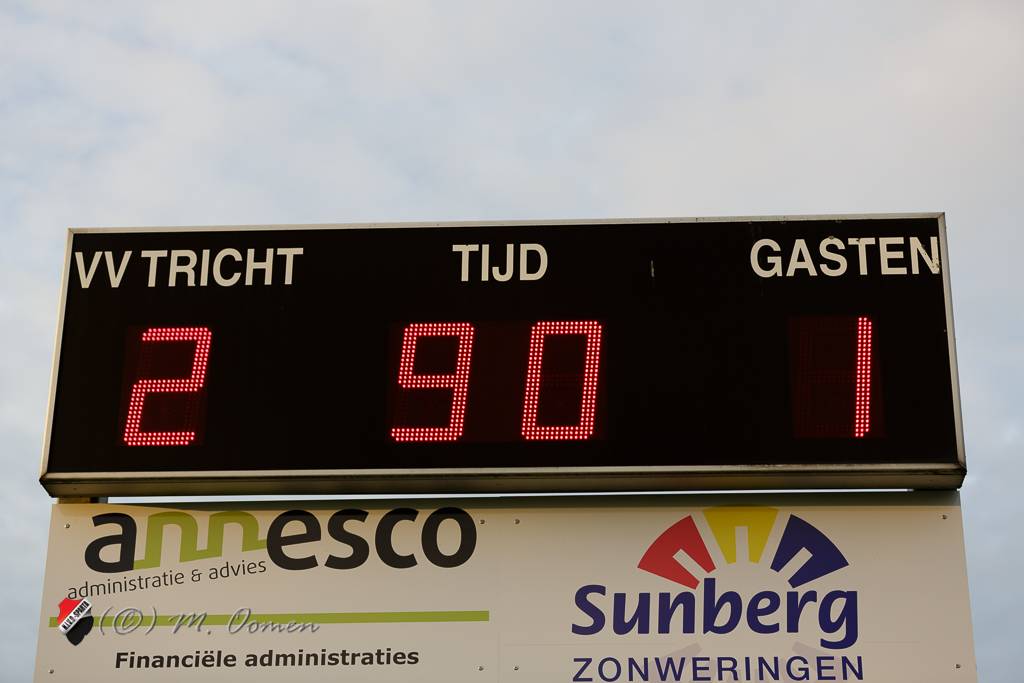 VV TRICHT TIJD GASTEN
2 90 1
annesco
administratie & advies
(©) M. Oomen
Financiële administraties
Sunberg
ZONWERINGEN